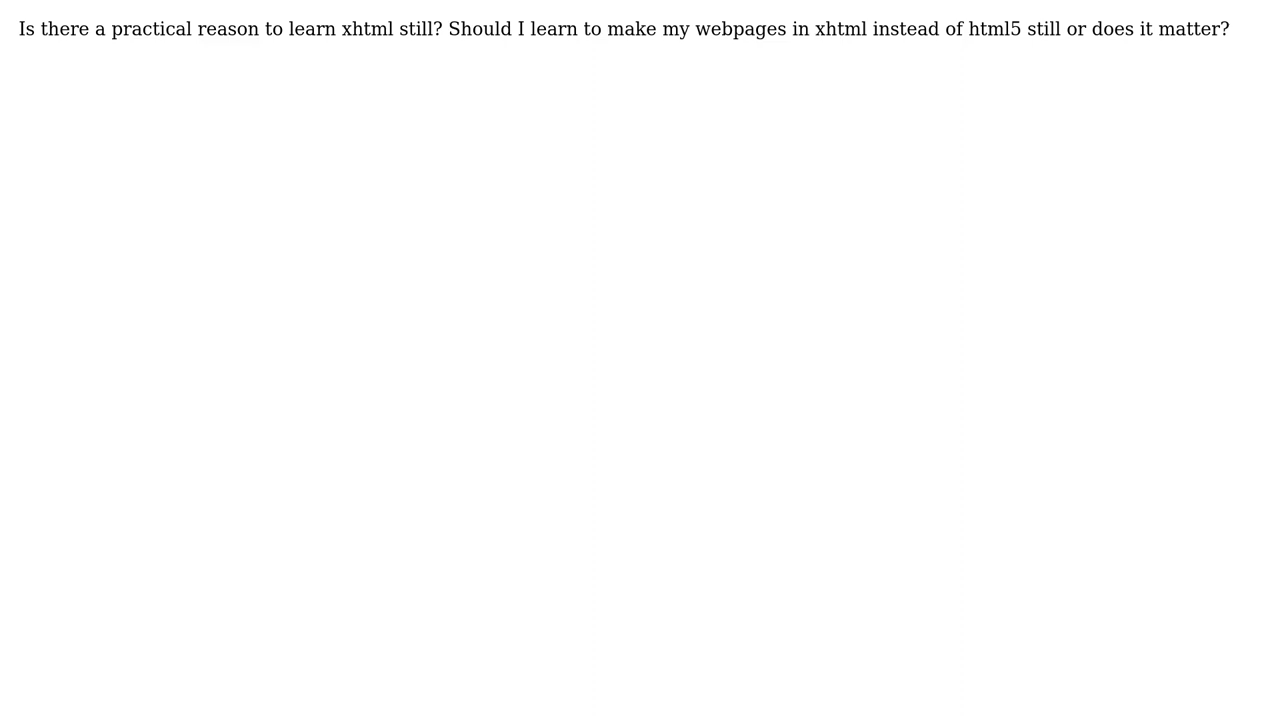 Is there a practical reason to learn xhtml still? Should I learn to make my webpages in xhtml instead of html5 still or does it matter?